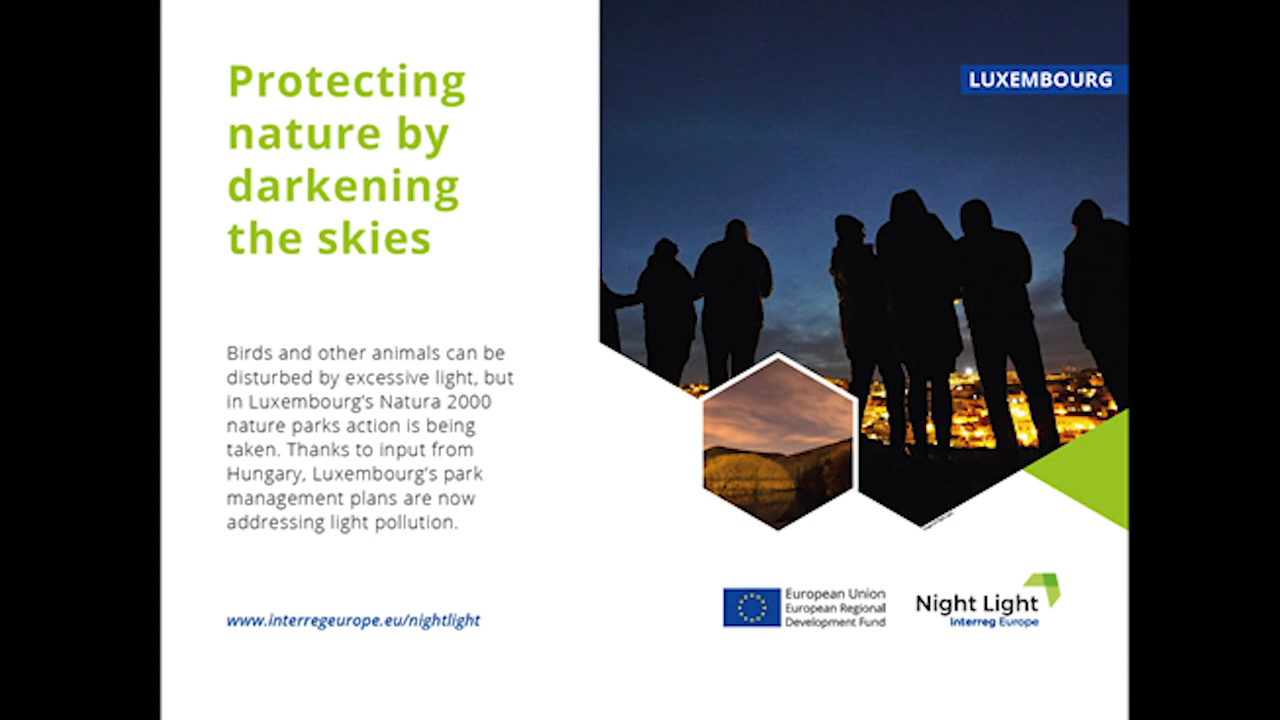 Protecting
nature by
darkening
the skies
LUXEMBOURG
Birds and other animals can be
disturbed by excessive light, but
in Luxembourg's Natura 2000
nature parks action is being
taken. Thanks to input from
Hungary, Luxembourg's park
management plans are now
addressing light pollution.
www.interregeurope.eu/nightlight
European Union
European Regional
Development Fund
Night Light
Interreg Europe